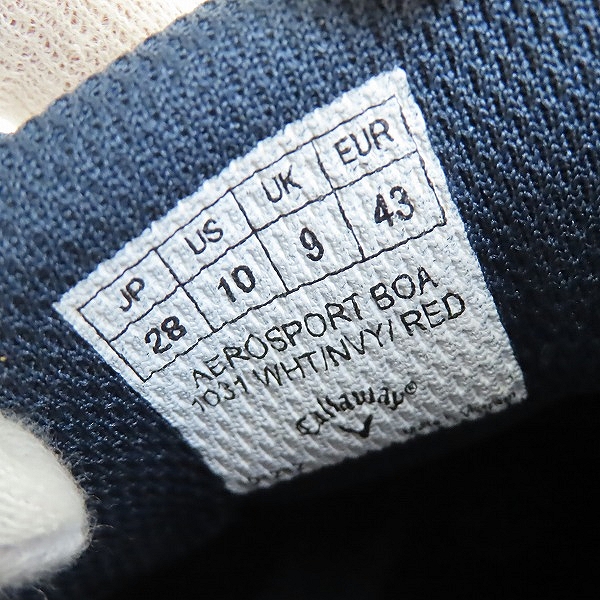 JP US UK EUR
28 10 9 43
AEROSPORT BOA
1031 WHT/NVY/ RED
Callaway®